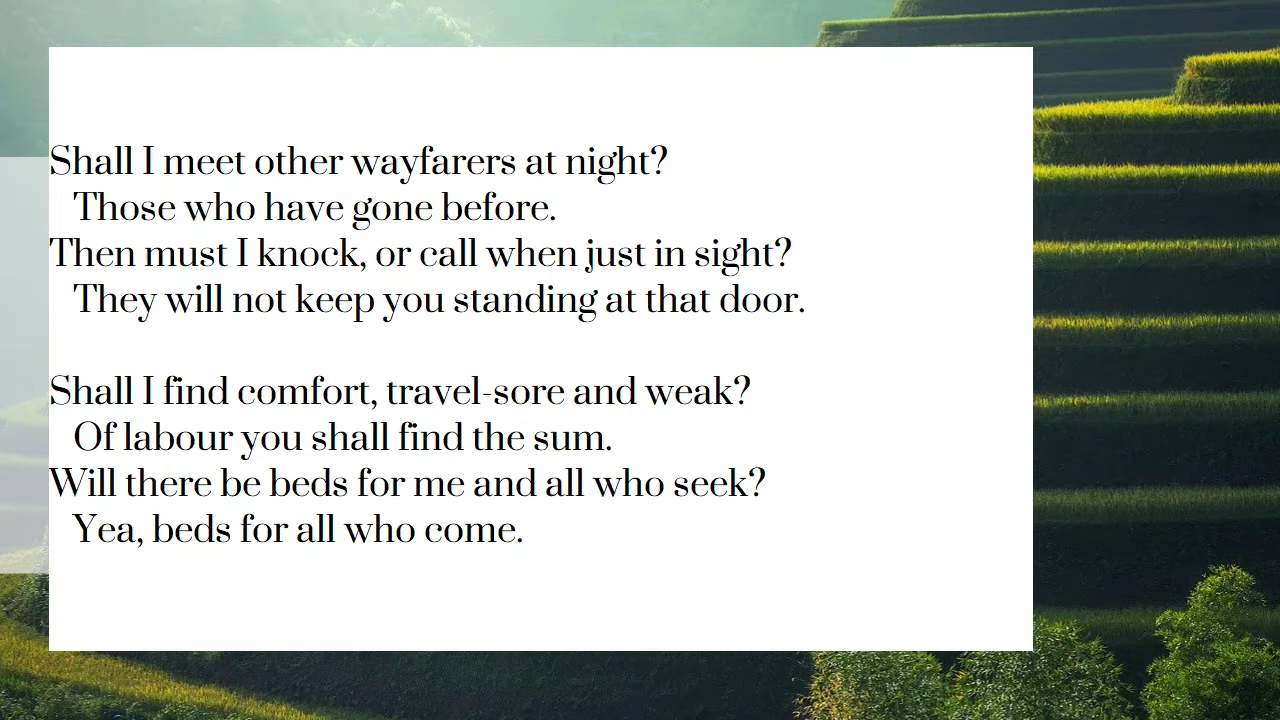 Shall I meet other wayfarers at night?
Those who have gone before.
Then must I knock, or call when just in sight?
They will not keep you standing at that door.
Shall I find comfort, travel-sore and weak?
Of labour you shall find the sum.
Will there be beds for me and all who seek?
Yea, beds for all who come.